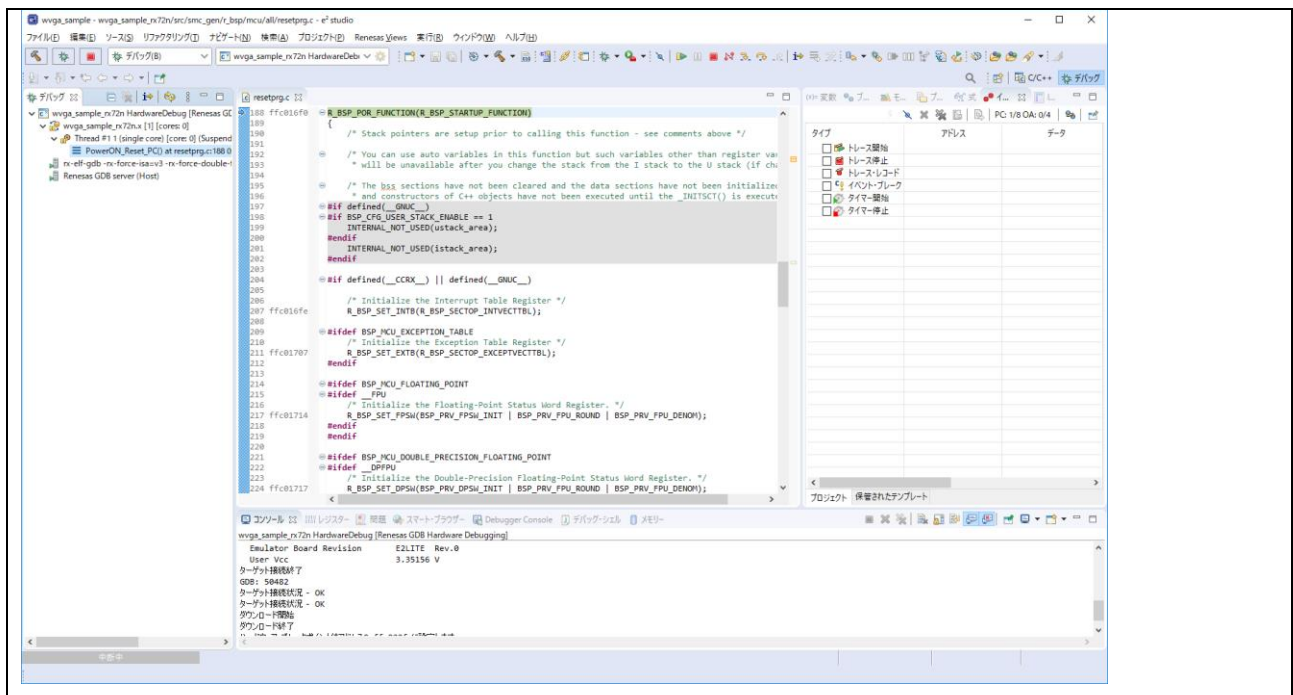 wvga_sample - wvga_sample_rx72n/src/smc_gen/r_bsp/mcu/all/resetprg.c - e² studio
ファイル(F) 編集(E) ソース(S) リファクタリング(T) ナビゲート(N) 検索(A) プロジェクト(P) Renesas Views 実行(R) ウィンドウ(W) ヘルプ(H)
デバッグ(B) wvga_sample_rx72n HardwareDebu
C/C++ デバッグ
デバッグ
wvga_sample_rx72n HardwareDebug [Renesas GD
wvga_sample_rx72n.x [1] [cores: 0]
Thread #1 1 (single core) [core: 0] (Suspend
PowerON_Reset_PC() at resetprg.c:188 0
rx-elf-gdb -rx-force-isa=v3 -rx-force-double-f
Renesas GDB server (Host)
resetprg.c
188 ffc016f0 R_BSP_POR_FUNCTION(R_BSP_STARTUP_FUNCTION)
189 {
190 /* Stack pointers are setup prior to calling this function - see comments above */
191
192 /* You can use auto variables in this function but such variables other than register var
193 * will be unavailable after you change the stack from the I stack to the U stack (if cha
194
195 /* The bss sections have not been cleared and the data sections have not been initialize
196 * and constructors of C++ objects have not been executed until the _INITSCT() is execute
197 #if defined(__GNUC__)
198 #if BSP_CFG_USER_STACK_ENABLE == 1
199 INTERNAL_NOT_USED(ustack_area);
200 #endif
201 INTERNAL_NOT_USED(istack_area);
202 #endif
203
204 #if defined(__CCRX__) || defined(__GNUC__)
205
206 /* Initialize the Interrupt Table Register */
207 ffc016fe R_BSP_SET_INTB(R_BSP_SECTOP_INTVECTTBL);
208
209 #ifdef BSP_MCU_EXCEPTION_TABLE
210 /* Initialize the Exception Table Register */
211 ffc01707 R_BSP_SET_EXTB(R_BSP_SECTOP_EXCEPTVECTTBL);
212 #endif
213
214 #ifdef BSP_MCU_FLOATING_POINT
215 #ifdef __FPU
216 /* Initialize the Floating-Point Status Word Register. */
217 ffc01714 R_BSP_SET_FPSW(BSP_PRV_FPSW_INIT | BSP_PRV_FPU_ROUND | BSP_PRV_FPU_DENOM);
218 #endif
219 #endif
220
221 #ifdef BSP_MCU_DOUBLE_PRECISION_FLOATING_POINT
222 #ifdef __DPFPU
223 /* Initialize the Double-Precision Floating-Point Status Word Register. */
224 ffc01717 R_BSP_SET_DPSW(BSP_PRV_DPSW_INIT | BSP_PRV_FPU_ROUND | BSP_PRV_FPU_DENOM);
変数 ブ... モ... ブ... 式 イ...
PC: 1/8 OA: 0/4
タイプ アドレス データ
トレース開始
トレース停止
トレース・レコード
イベント・ブレーク
タイマー開始
タイマー停止
プロジェクト 保管されたテンプレート
コンソール レジスター 問題 スマート・ブラウザー Debugger Console デバッグ・シェル メモリー
wvga_sample_rx72n HardwareDebug [Renesas GDB Hardware Debugging]
Emulator Board Revision E2LITE Rev.0
User Vcc 3.35156 V
ターゲット接続終了
GDB: 50482
ターゲット接続状況 - OK
ターゲット接続状況 - OK
ダウンロード開始
ダウンロード終了
中断中